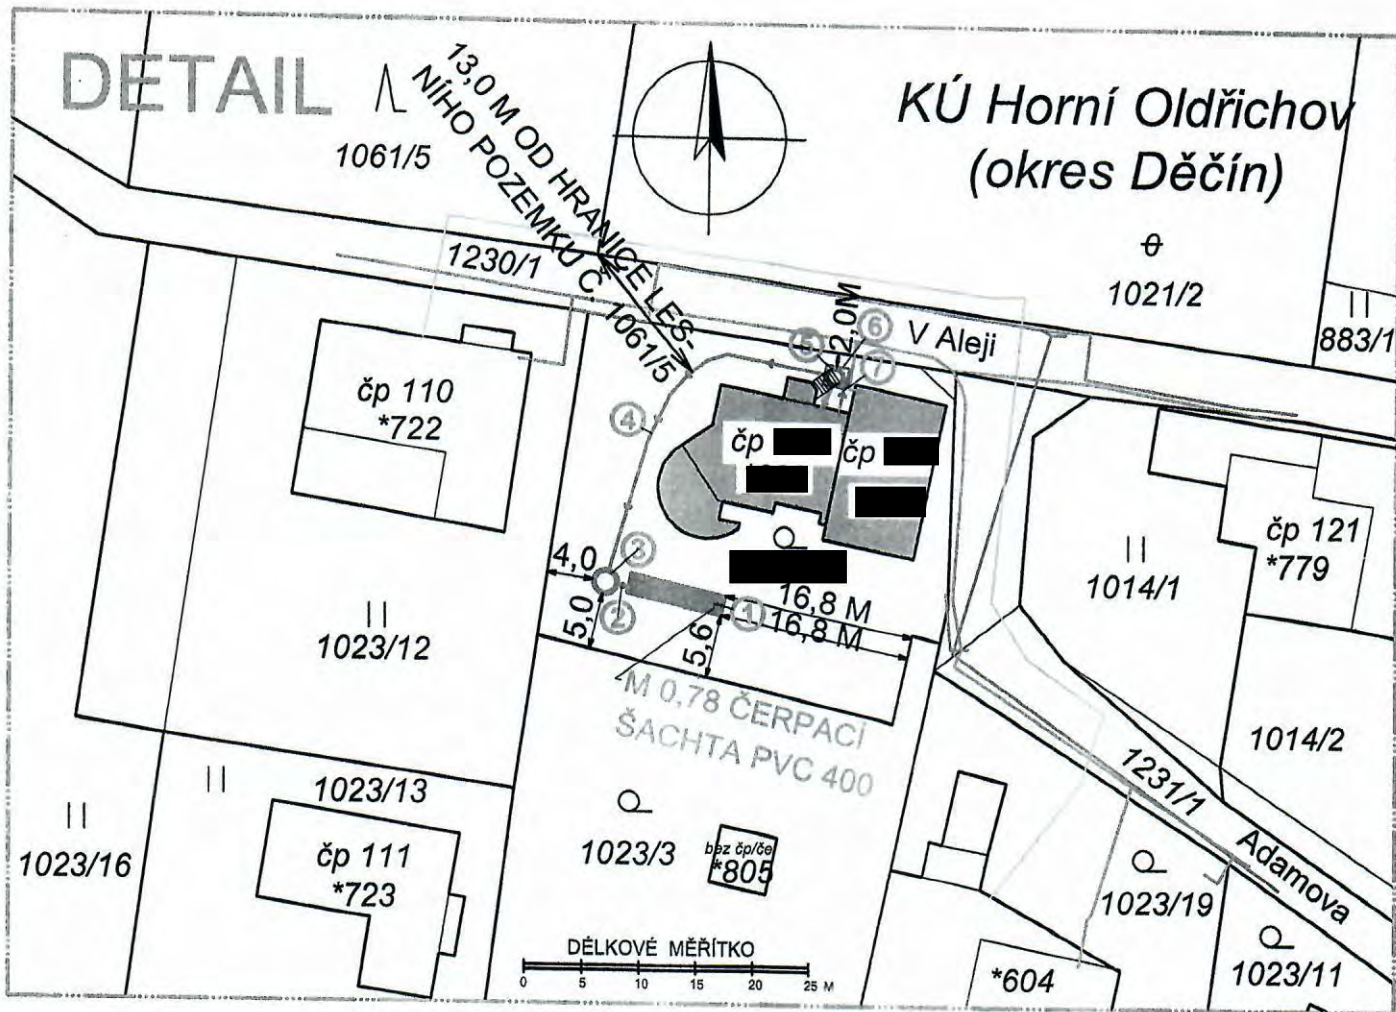 DETAIL
1061/5
13,0 M OD HRANICE LES-
NÍHO POZEMKU Č. 1061/5
KÚ Horní Oldřichov
(okres Děčín)
1021/2
883/1
1230/1
V Aleji
2,0M
5
6
7
čp 110
*722
4
čp
čp
čp 121
*779
1014/1
3
4,0
5,0
2
1
16,8 M
16,8 M
5,6
1023/12
M 0,78 ČERPACÍ
ŠACHTA PVC 400
1014/2
1231/1
Adamova
1023/13
1023/16
čp 111
*723
1023/3
bez čp/če
*805
1023/19
1023/11
*604
DÉLKOVÉ MĚŘÍTKO
0 5 10 15 20 25 M